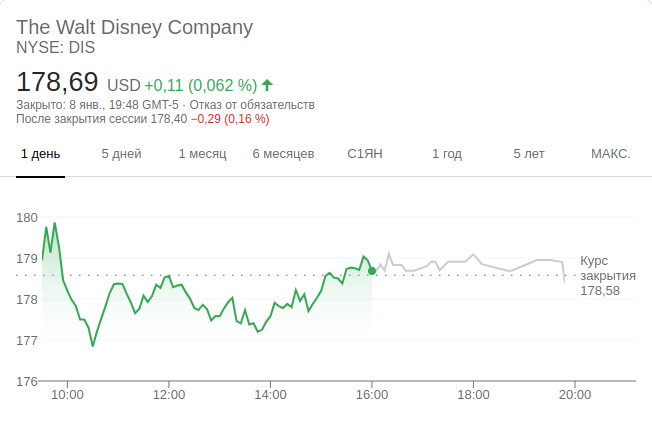 The Walt Disney Company
NYSE: DIS
178,69 USD +0,11 (0,062 %)
Закрыто: 8 янв., 19:48 GMT-5 · Отказ от обязательств
После закрытия сессии 178,40 −0,29 (0,16 %)
1 день 5 дней 1 месяц 6 месяцев С1ЯН 1 год 5 лет МАКС.
180
179
178
177
176
Курс
закрытия
178,58
10:00 12:00 14:00 16:00 18:00 20:00